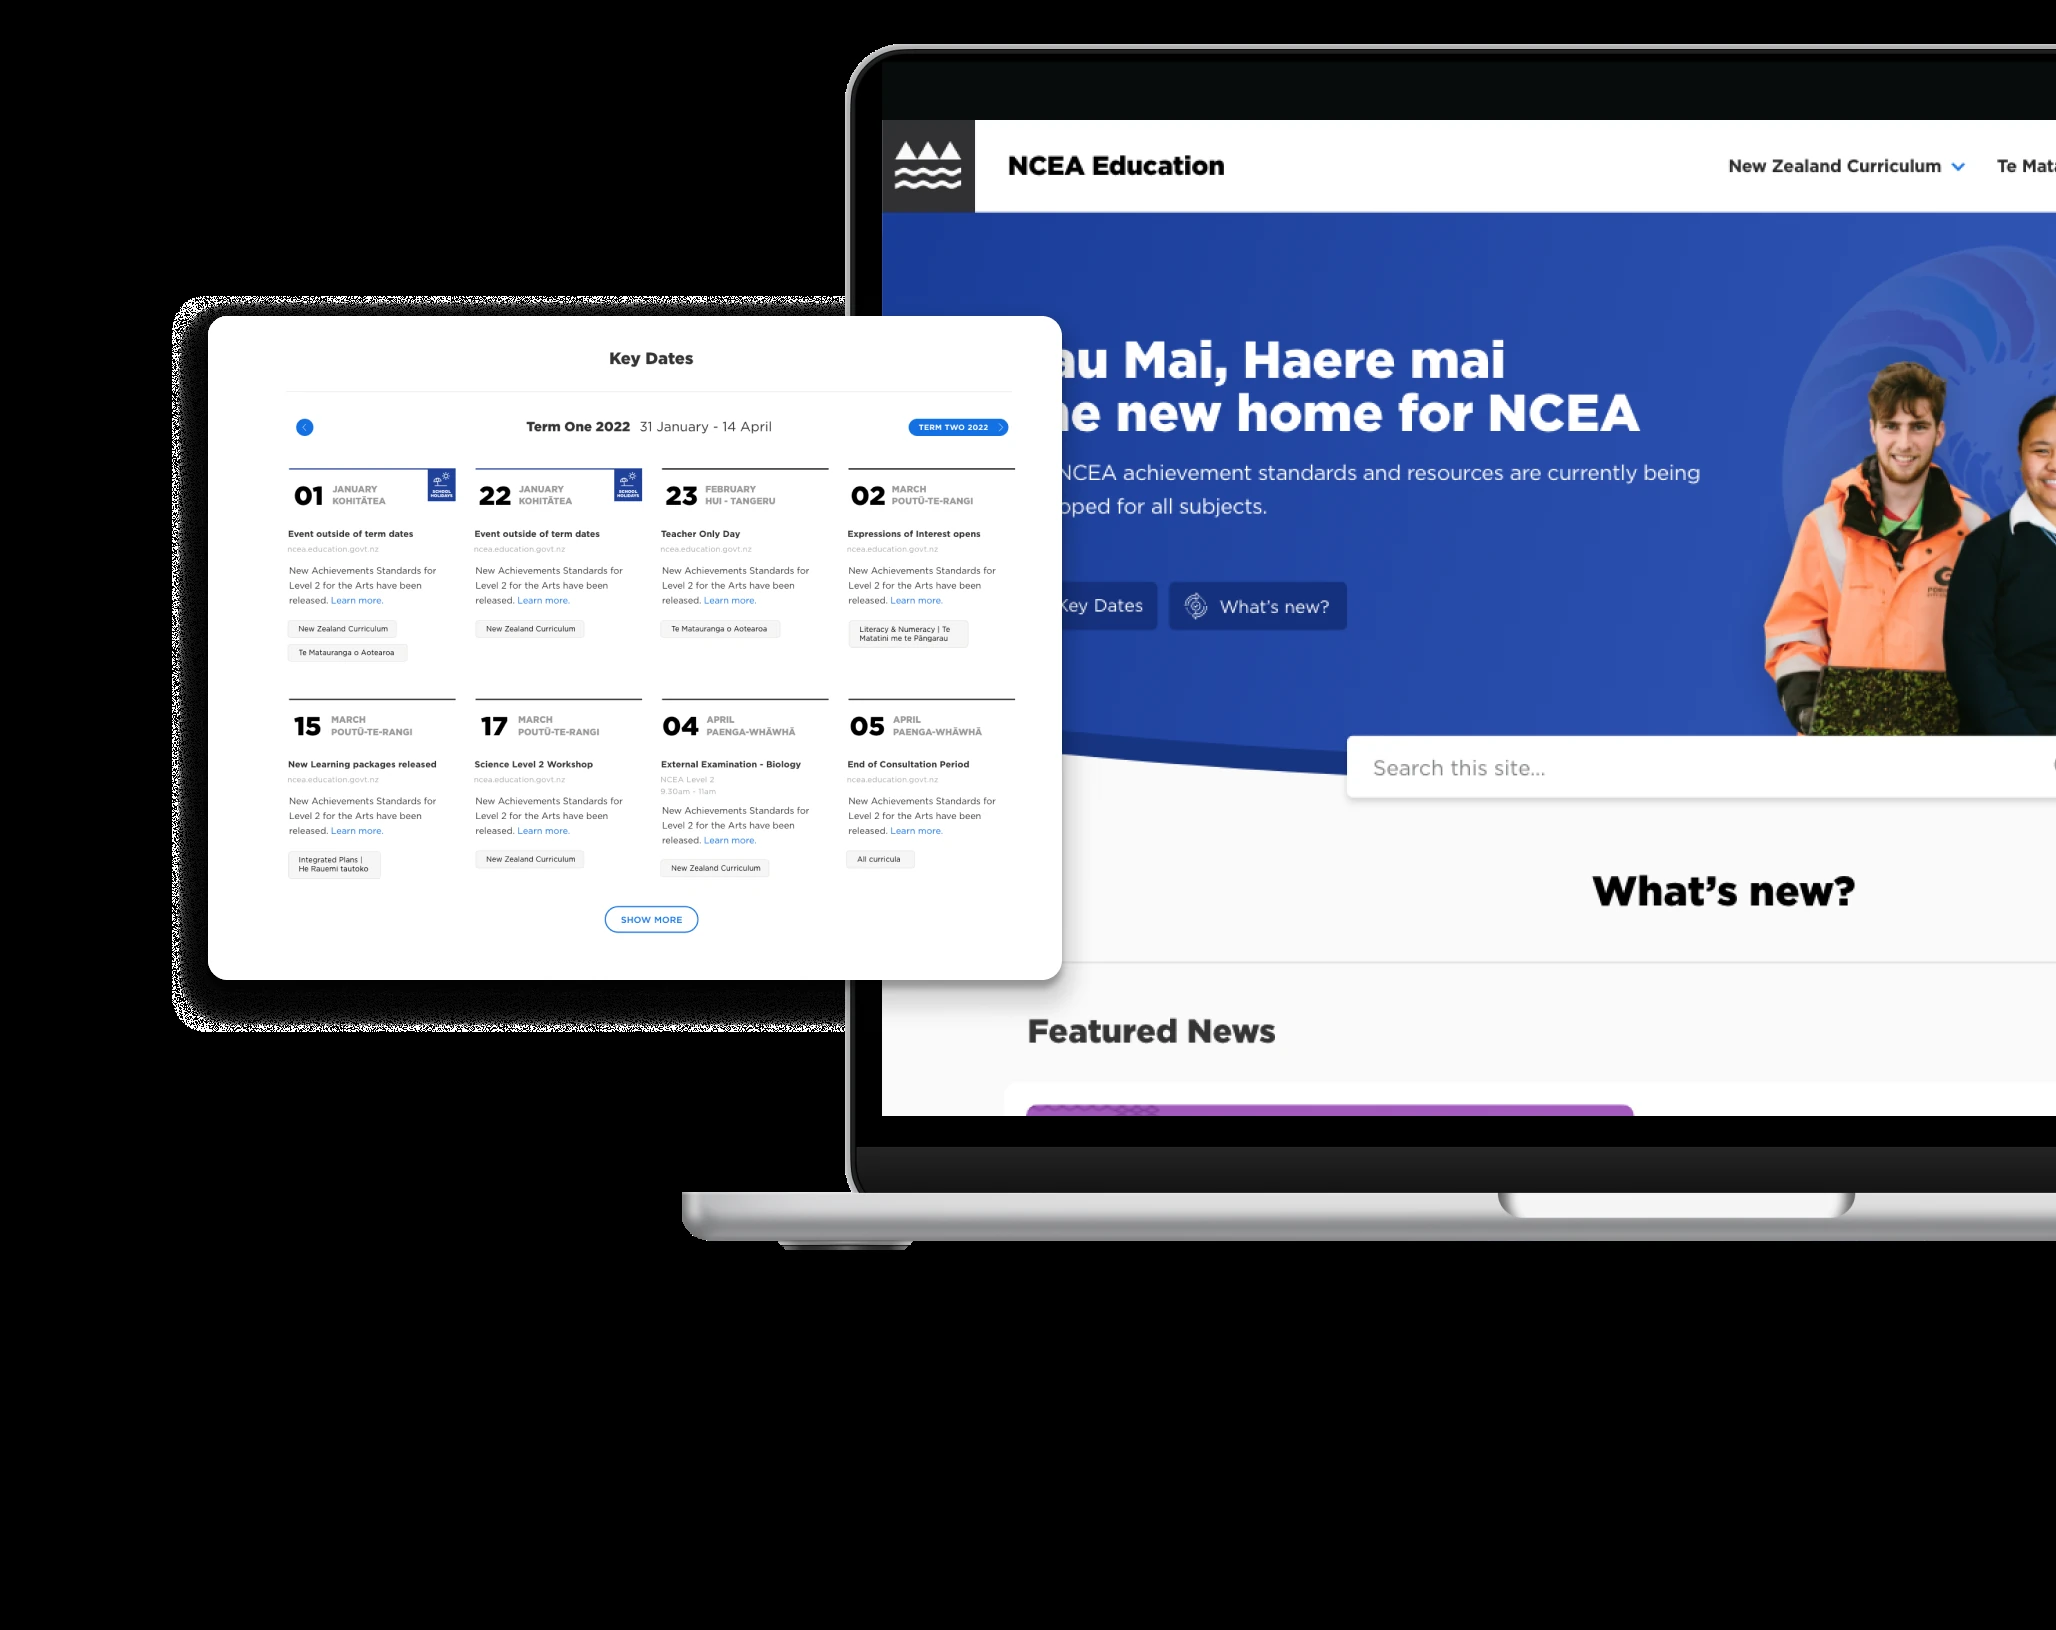 NCEA Education
New Zealand Curriculum
Te
au Mai, Haere mai
e new home for NCEA
NCEA achievement standards and resources are currently being
oped for all subjects.
Key Dates
What's new?
Search this site...
What's new?
Featured News
Key Dates
Term One 2022 31 January - 14 April
TERM TWO 2022
01 JANUARY
KOHITĀTEA
SCHOOL
HOLIDAYS
Event outside of term dates
ncea.education.govt.nz
New Achievements Standards for
Level 2 for the Arts have been
released. Learn more.
New Zealand Curriculum
Te Matauranga o Aotearoa
22 JANUARY
KOHITĀTEA
SCHOOL
HOLIDAYS
Event outside of term dates
ncea.education.govt.nz
New Achievements Standards for
Level 2 for the Arts have been
released. Learn more.
New Zealand Curriculum
23 FEBRUARY
HUI - TANGERU
Teacher Only Day
ncea.education.govt.nz
New Achievements Standards for
Level 2 for the Arts have been
released. Learn more.
Te Matauranga o Aotearoa
02 MARCH
POUTŪ-TE-RANGI
Expressions of Interest opens
ncea.education.govt.nz
New Achievements Standards for
Level 2 for the Arts have been
released. Learn more.
Literacy & Numeracy | Te
Matatini me te Pāngarau
15 MARCH
POUTŪ-TE-RANGI
New Learning packages released
ncea.education.govt.nz
New Achievements Standards for
Level 2 for the Arts have been
released. Learn more.
Integrated Plans |
He Rauemi tautoko
17 MARCH
POUTŪ-TE-RANGI
Science Level 2 Workshop
ncea.education.govt.nz
New Achievements Standards for
Level 2 for the Arts have been
released. Learn more.
New Zealand Curriculum
04 APRIL
PAENGA-WHĀWHĀ
External Examination - Biology
NCEA Level 2
9.30am - 11am
New Achievements Standards for
Level 2 for the Arts have been
released. Learn more.
New Zealand Curriculum
05 APRIL
PAENGA-WHĀWHĀ
End of Consultation Period
ncea.education.govt.nz
New Achievements Standards for
Level 2 for the Arts have been
released. Learn more.
All curricula
SHOW MORE